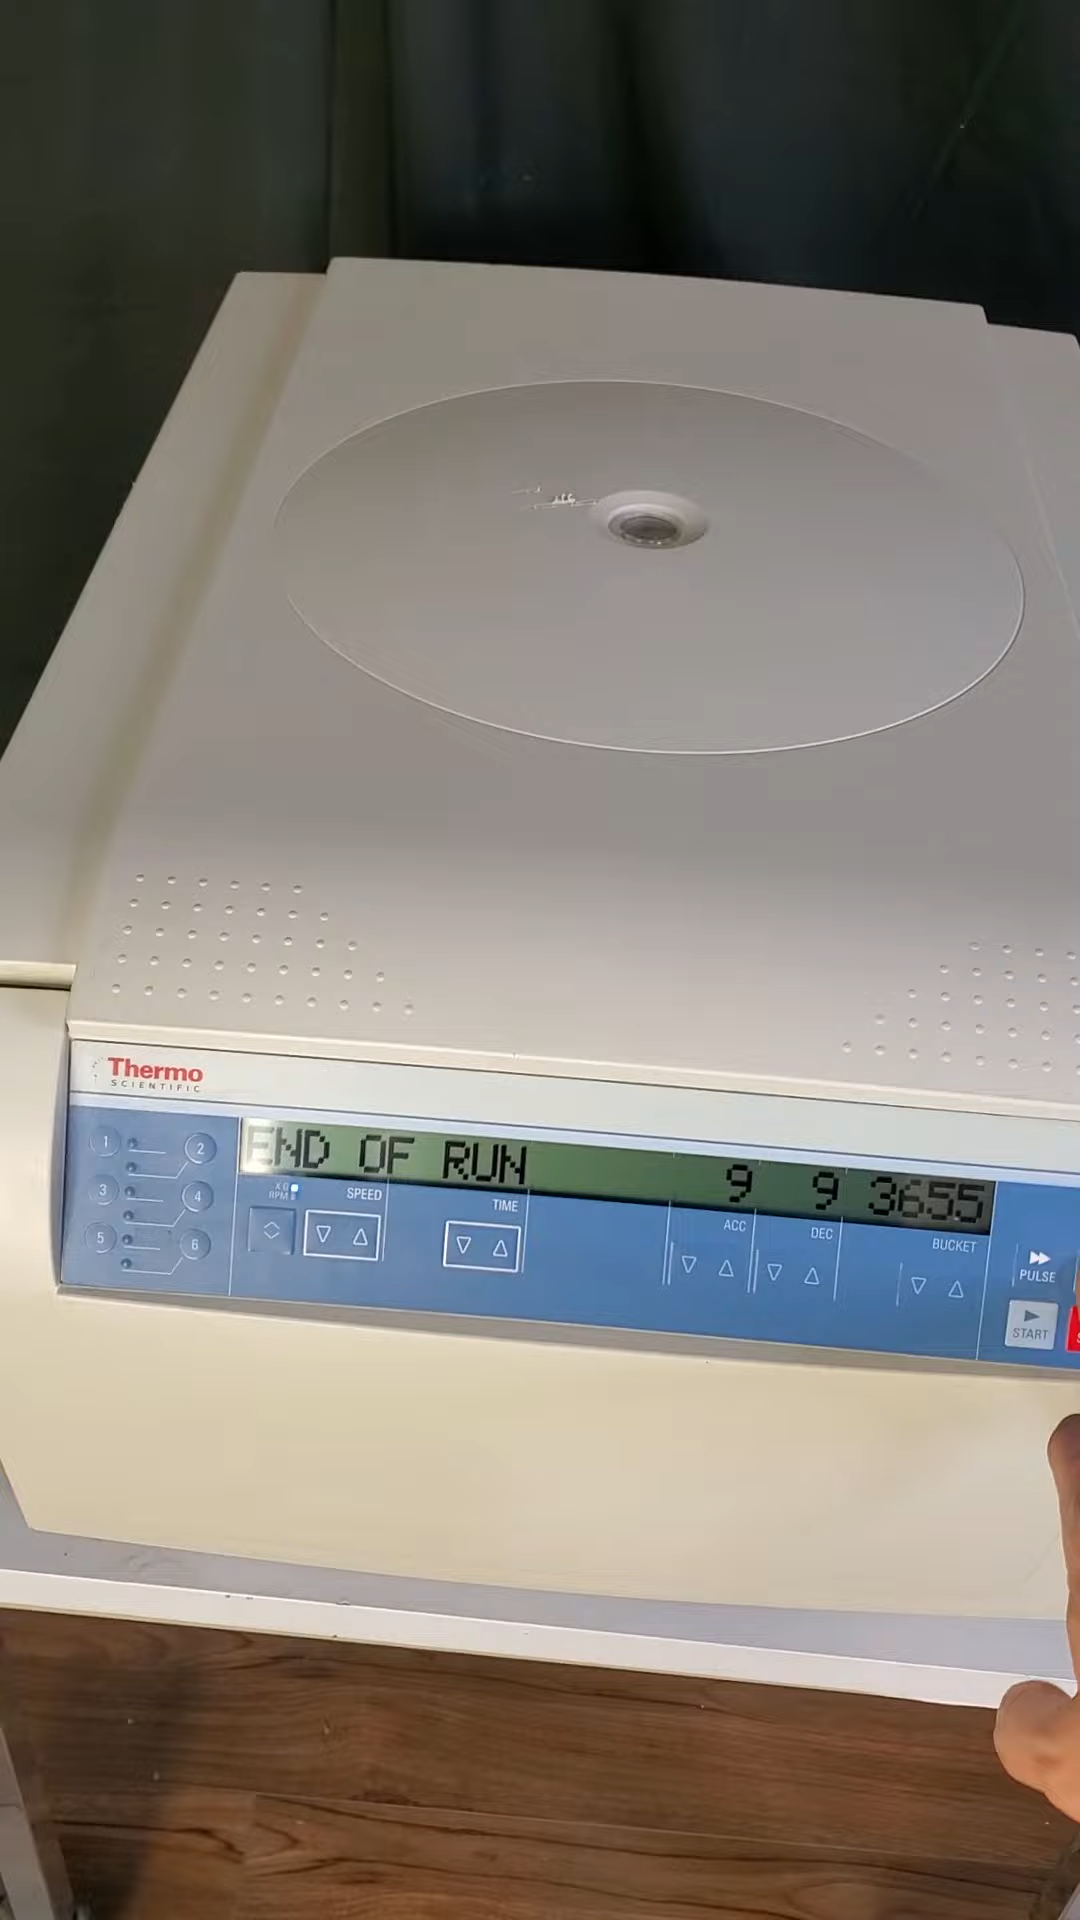 Thermo
SCIENTIFIC
1 2
3 4
5 6
END OF RUN 9 9 3655
RPM
SPEED
TIME
ACC
DEC
BUCKET
PULSE
START